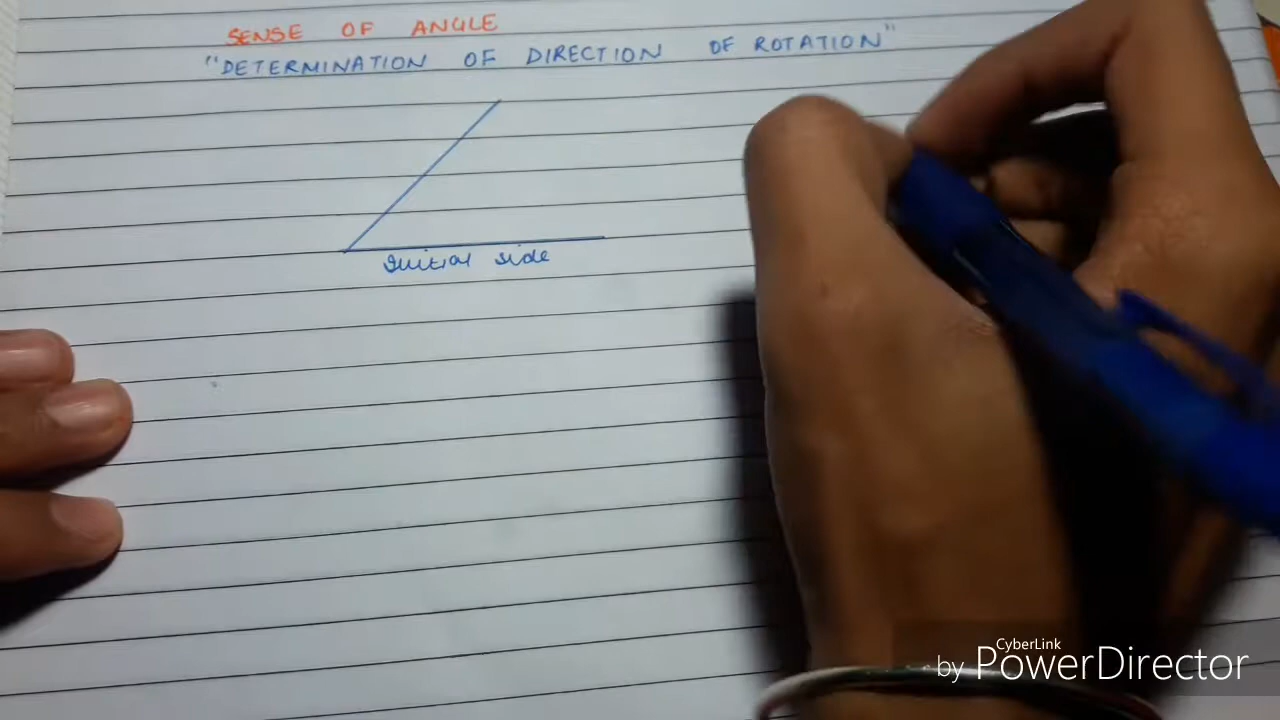 SENSE OF ANGLE
"DETERMINATION OF DIRECTION OF ROTATION"
Initial side
CyberLink
by PowerDirector